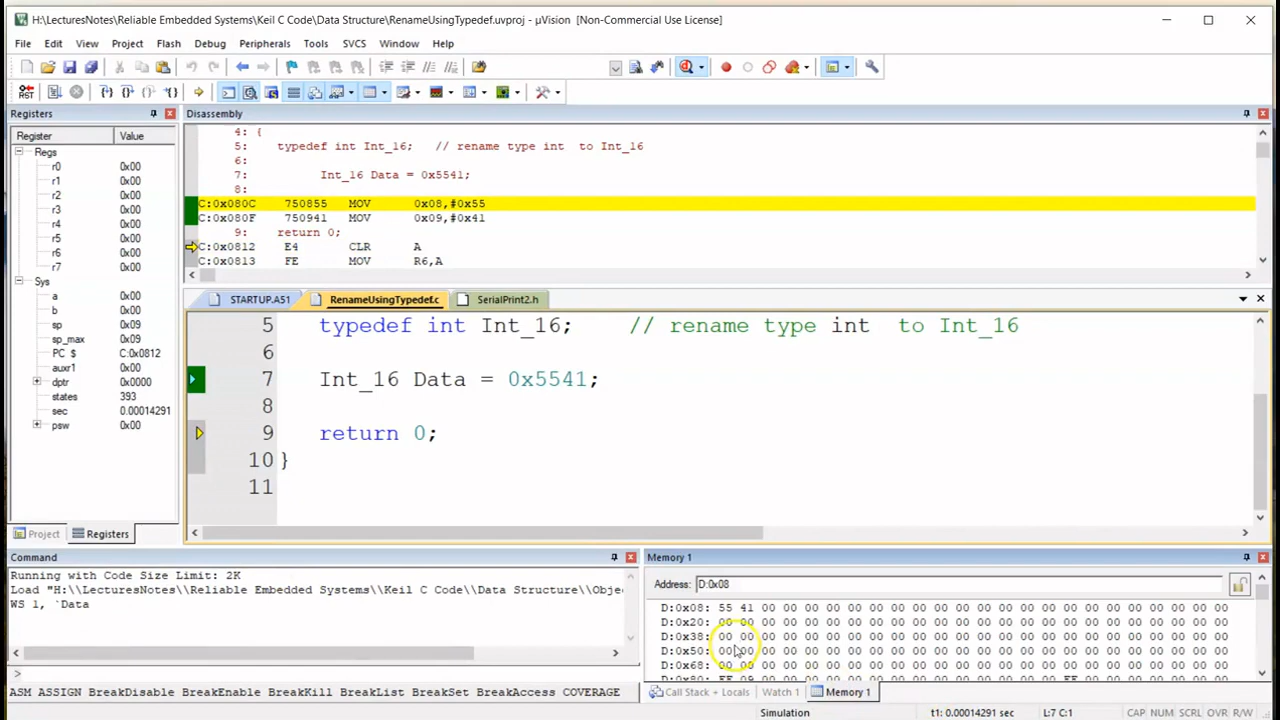 H:\LecturesNotes\Reliable Embedded Systems\Keil C Code\Data Structure\RenameUsingTypedef.uvproj - µVision [Non-Commercial Use License]
File Edit View Project Flash Debug Peripherals Tools SVCS Window Help
Registers
Register Value
Regs
r0 0x00
r1 0x00
r2 0x00
r3 0x00
r4 0x00
r5 0x00
r6 0x00
r7 0x00
Sys
a 0x00
b 0x00
sp 0x09
sp_max 0x09
PC $ C:0x0812
auxr1 0x00
dptr 0x0000
states 393
sec 0.00014291
psw 0x00
Project Registers
Disassembly
4: {
5: typedef int Int_16; // rename type int to Int_16
6:
7: Int_16 Data = 0x5541;
8:
C:0x080C 750855 MOV 0x08,#0x55
C:0x080F 750941 MOV 0x09,#0x41
9: return 0;
C:0x0812 E4 CLR A
C:0x0813 FE MOV R6,A
STARTUP.A51 RenameUsingTypedef.c SerialPrint2.h
5 typedef int Int_16; // rename type int to Int_16
6
7 Int_16 Data = 0x5541;
8
9 return 0;
10 }
11
Command
Running with Code Size Limit: 2K
Load "H:\\LecturesNotes\\Reliable Embedded Systems\\Keil C Code\\Data Structure\\Obje
WS 1, `Data
>
ASM ASSIGN BreakDisable BreakEnable BreakKill BreakList BreakSet BreakAccess COVERAGE
Memory 1
Address: D:0x08
D:0x08: 55 41 00 00 00 00 00 00 00 00 00 00 00 00 00 00 00 00 00 00 00 00 00 00
D:0x20: 00 00 00 00 00 00 00 00 00 00 00 00 00 00 00 00 00 00 00 00 00 00 00 00
D:0x38: 00 00 00 00 00 00 00 00 00 00 00 00 00 00 00 00 00 00 00 00 00 00 00 00
D:0x50: 00 00 00 00 00 00 00 00 00 00 00 00 00 00 00 00 00 00 00 00 00 00 00 00
D:0x68: 00 00 00 00 00 00 00 00 00 00 00 00 00 00 00 00 00 00 00 00 00 00 00 00
Call Stack + Locals Watch 1 Memory 1
Simulation t1: 0.00014291 sec L:7 C:1 CAP NUM SCRL OVR R/W